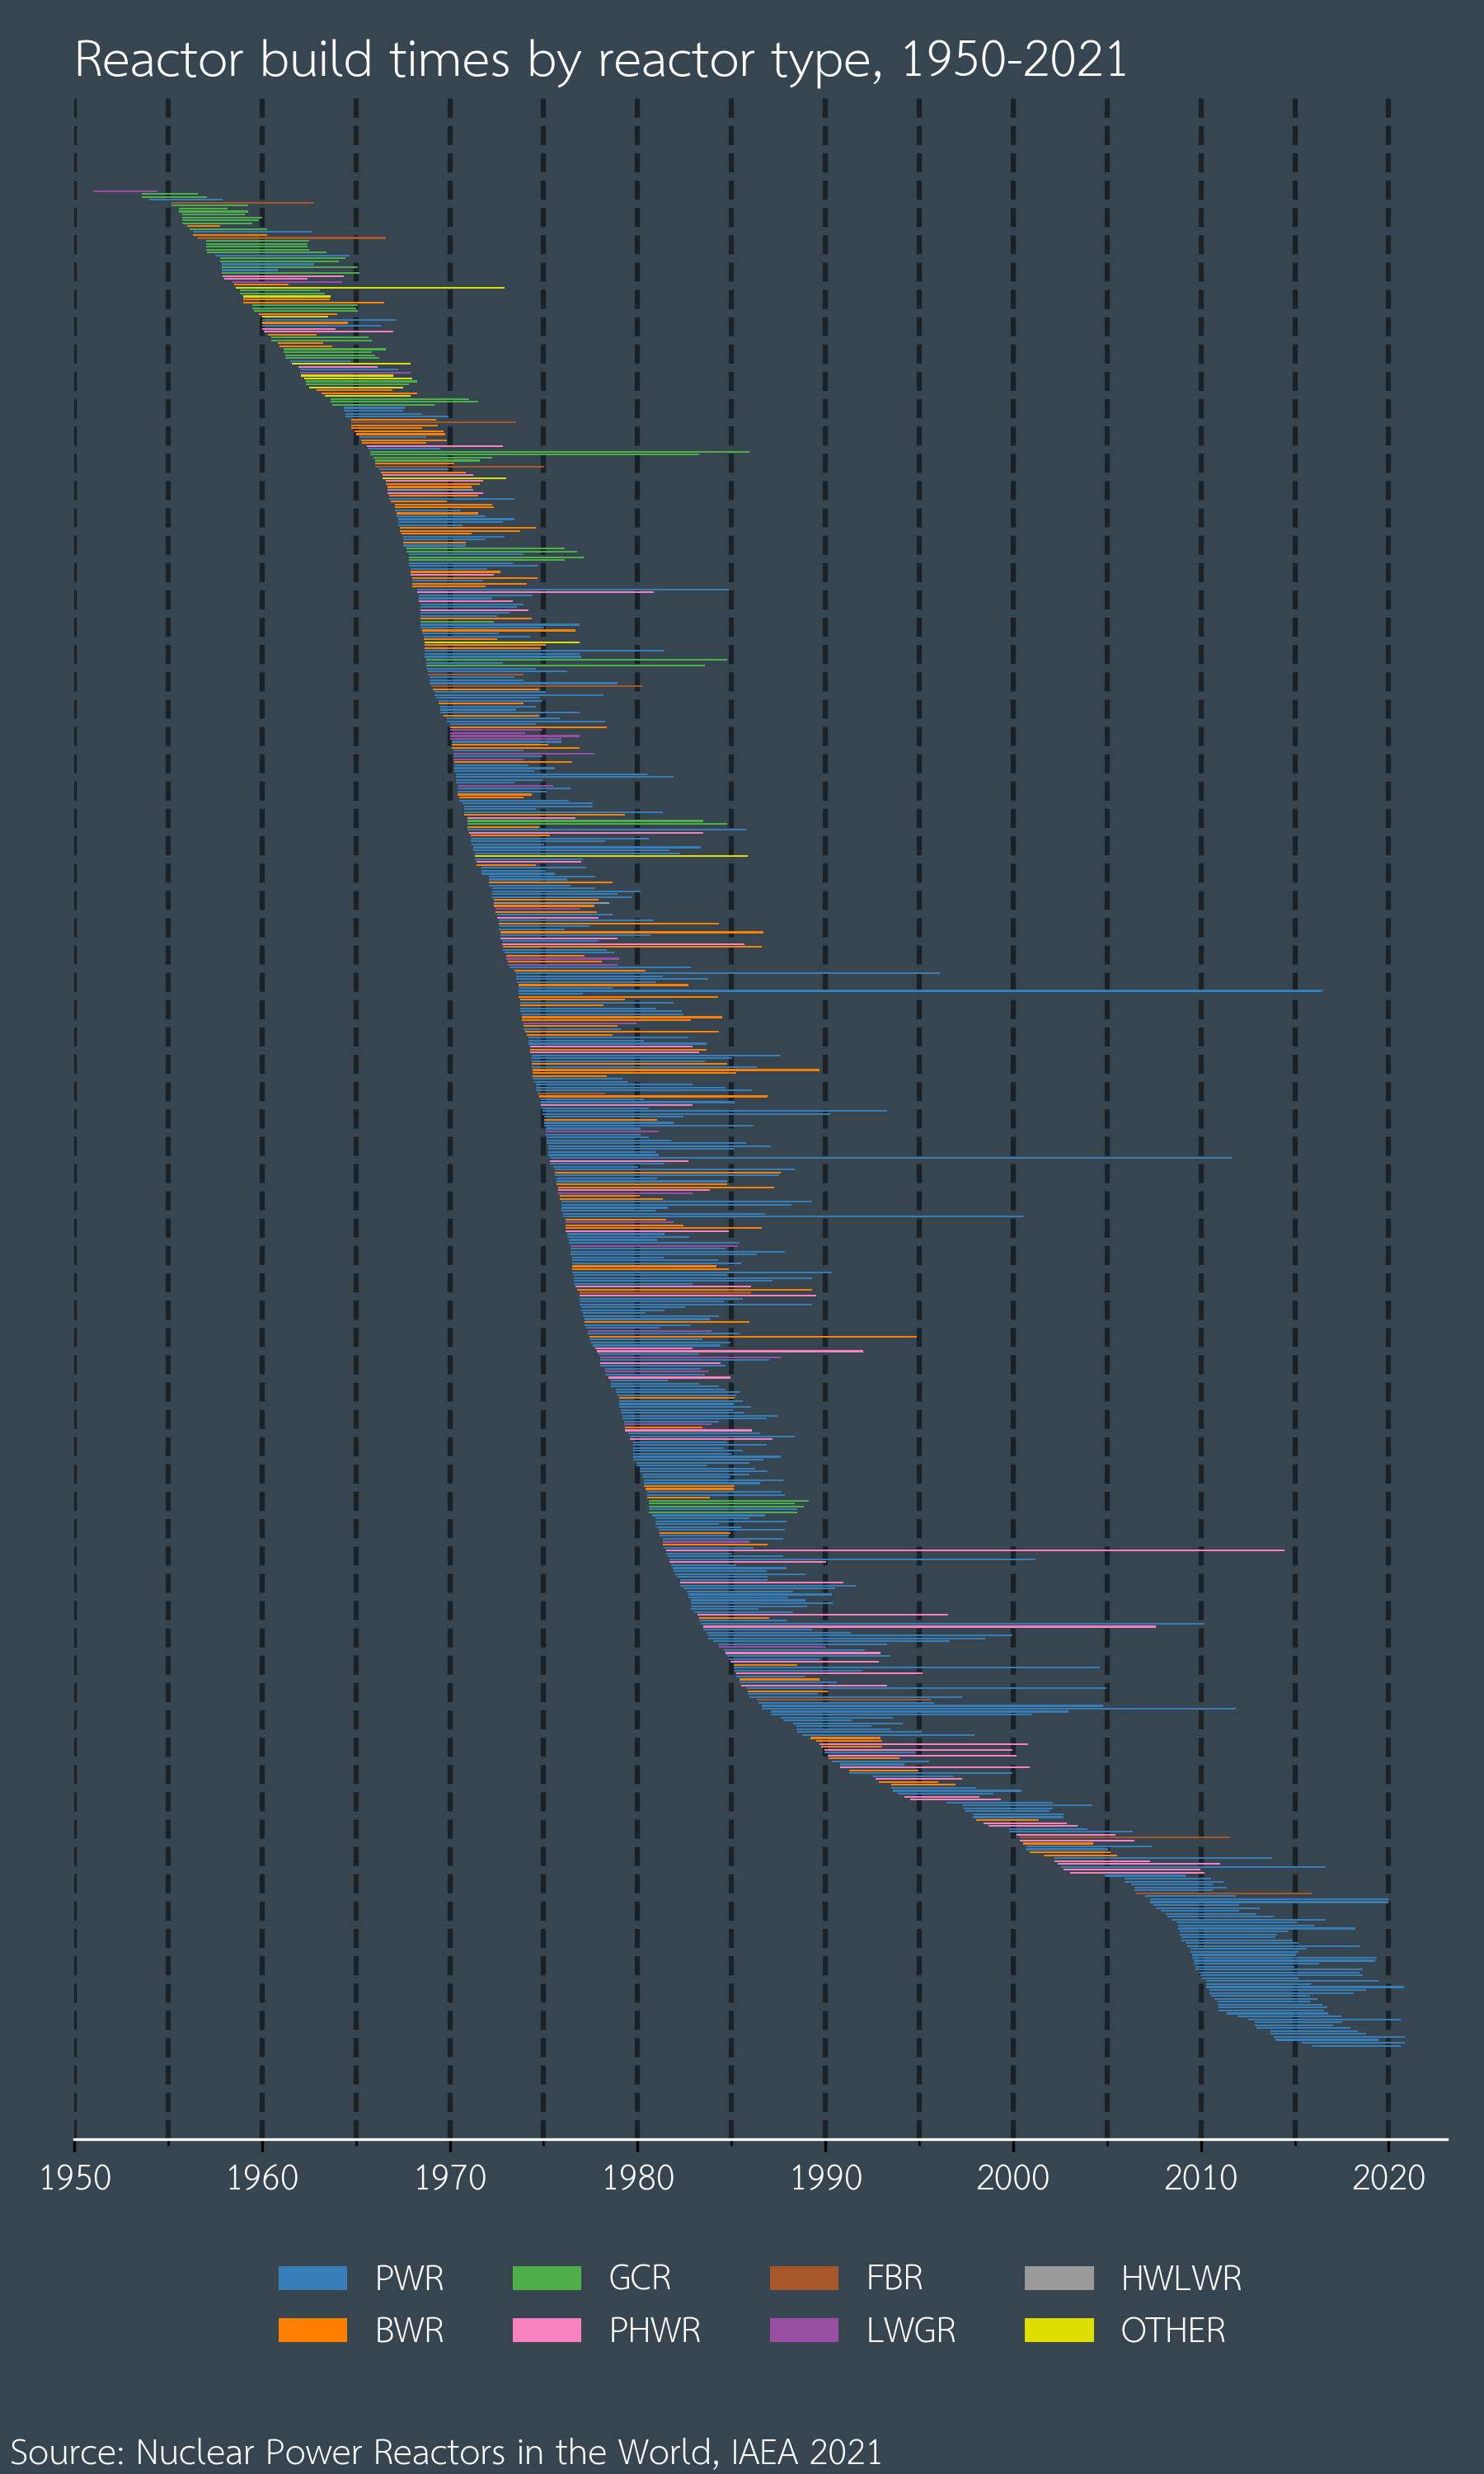 Reactor build times by reactor type, 1950-2021
1950 1960 1970 1980 1990 2000 2010 2020
PWR GCR FBR HWLWR
BWR PHWR LWGR OTHER
Source: Nuclear Power Reactors in the World, IAEA 2021